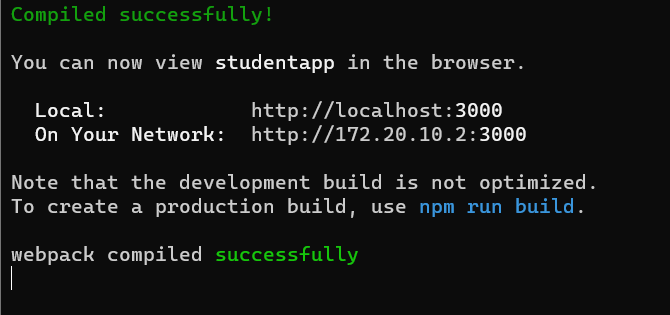 Compiled successfully!
You can now view studentapp in the browser.
Local: http://localhost:3000
On Your Network: http://172.20.10.2:3000
Note that the development build is not optimized.
To create a production build, use npm run build.
webpack compiled successfully